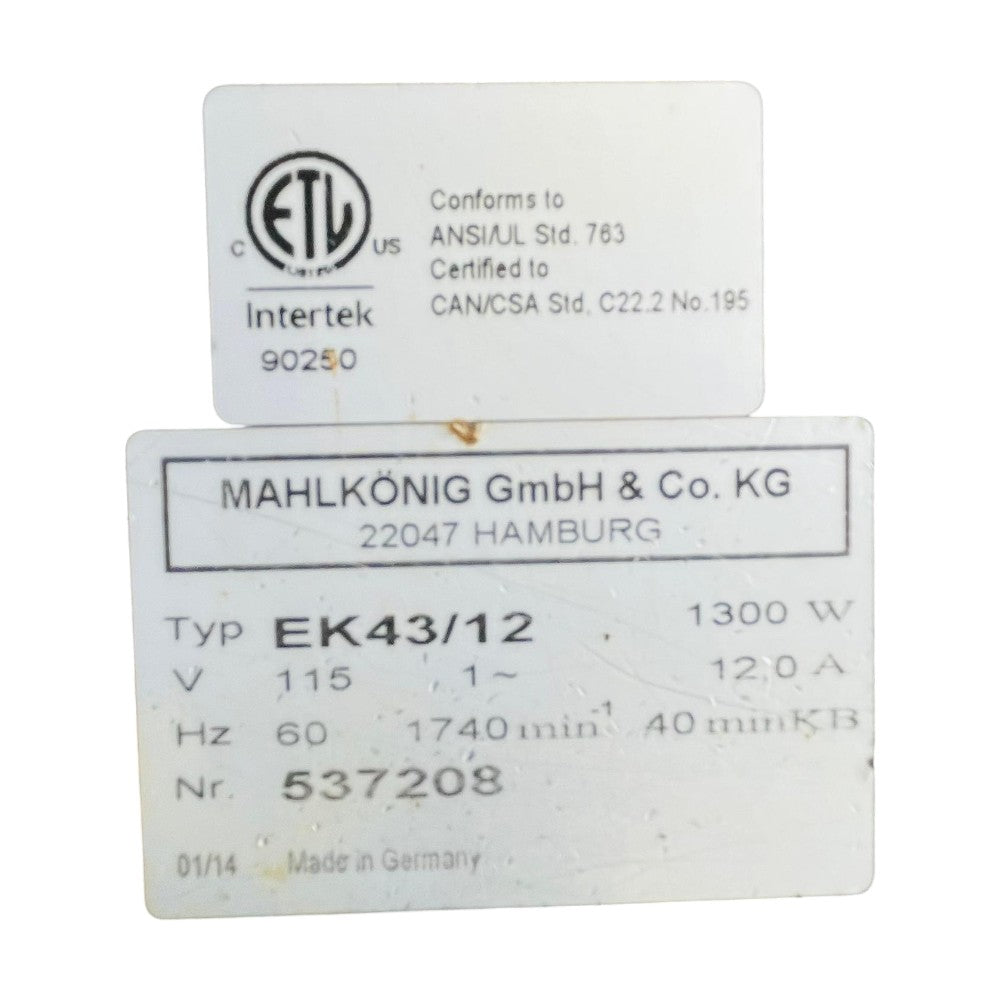 ETL
C US
LISTED
Intertek
90250
Conforms to
ANSI/UL Std. 763
Certified to
CAN/CSA Std. C22.2 No.195
MAHLKÖNIG GmbH & Co. KG
22047 HAMBURG
Typ EK43/12 1300 W
V 115 1~ 12,0 A
Hz 60 1740 min⁻¹ 40 minKB
Nr. 537208
01/14 Made in Germany